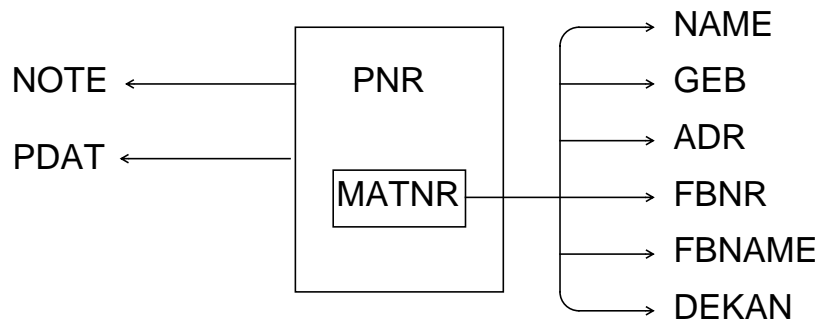 NAME
NOTE PNR GEB
PDAT ADR
MATNR FBNR
FBNAME
DEKAN